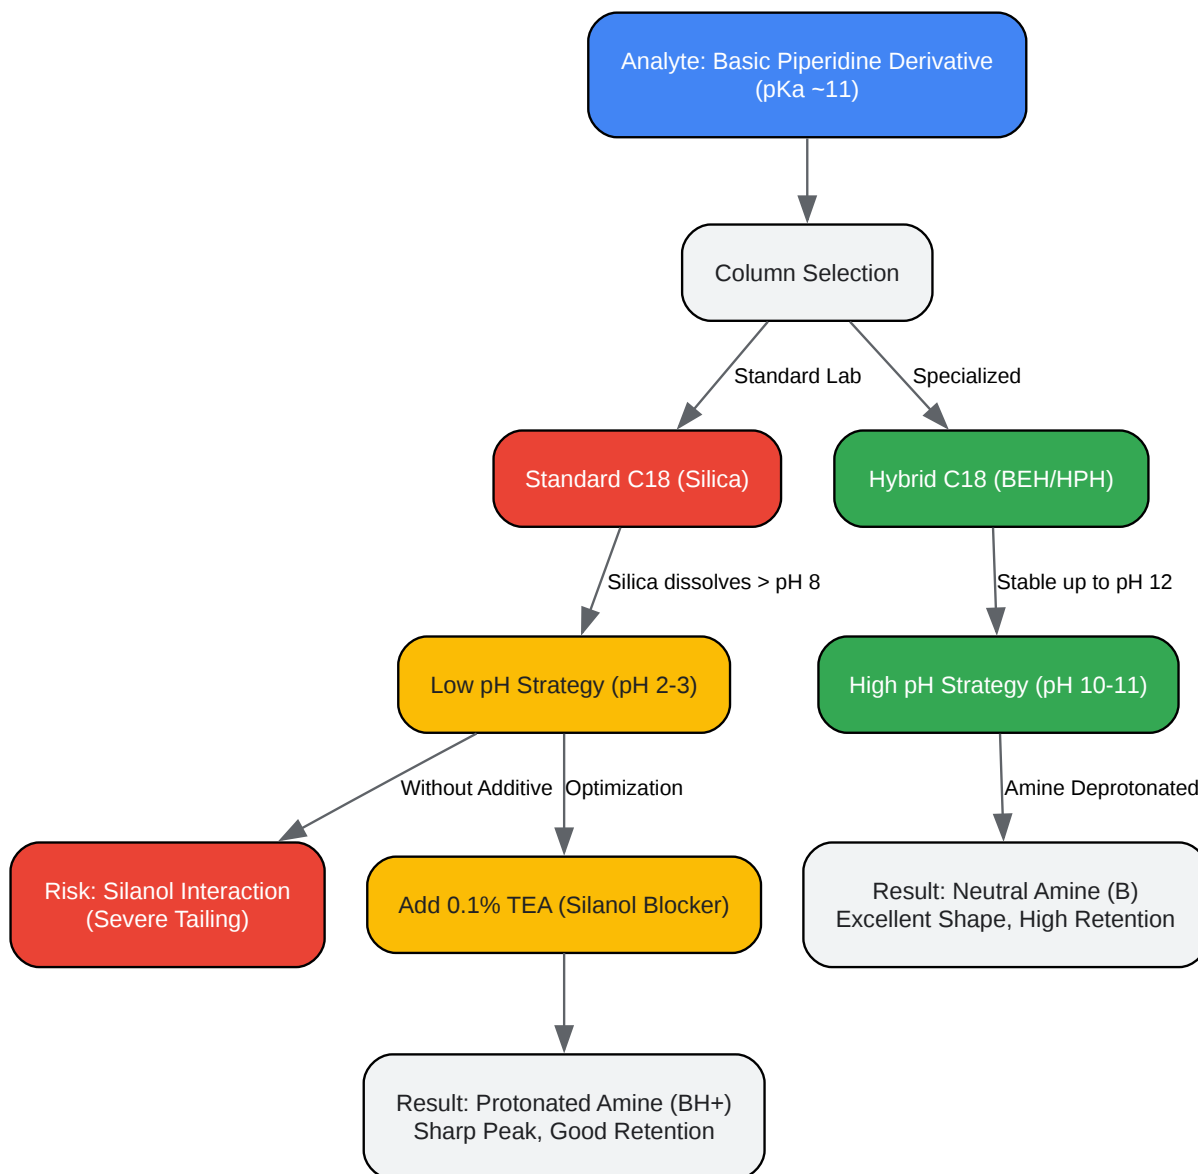 Analyte: Basic Piperidine Derivative
(pKa ~11)
Column Selection
Standard Lab
Specialized
Standard C18 (Silica)
Hybrid C18 (BEH/HPH)
Silica dissolves > pH 8
Stable up to pH 12
Low pH Strategy (pH 2-3)
High pH Strategy (pH 10-11)
Without Additive
Optimization
Amine Deprotonated
Risk: Silanol Interaction
(Severe Tailing)
Add 0.1% TEA (Silanol Blocker)
Result: Neutral Amine (B)
Excellent Shape, High Retention
Result: Protonated Amine (BH+)
Sharp Peak, Good Retention